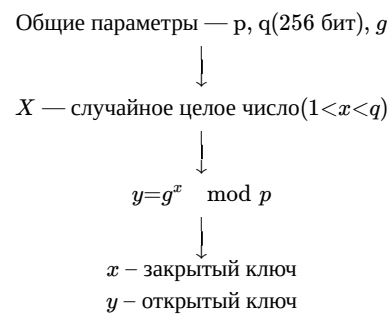 Общие параметры — p, q(256 бит), g
X — случайное целое число(1<x<q)
y=g^x mod p
x – закрытый ключ
y – открытый ключ